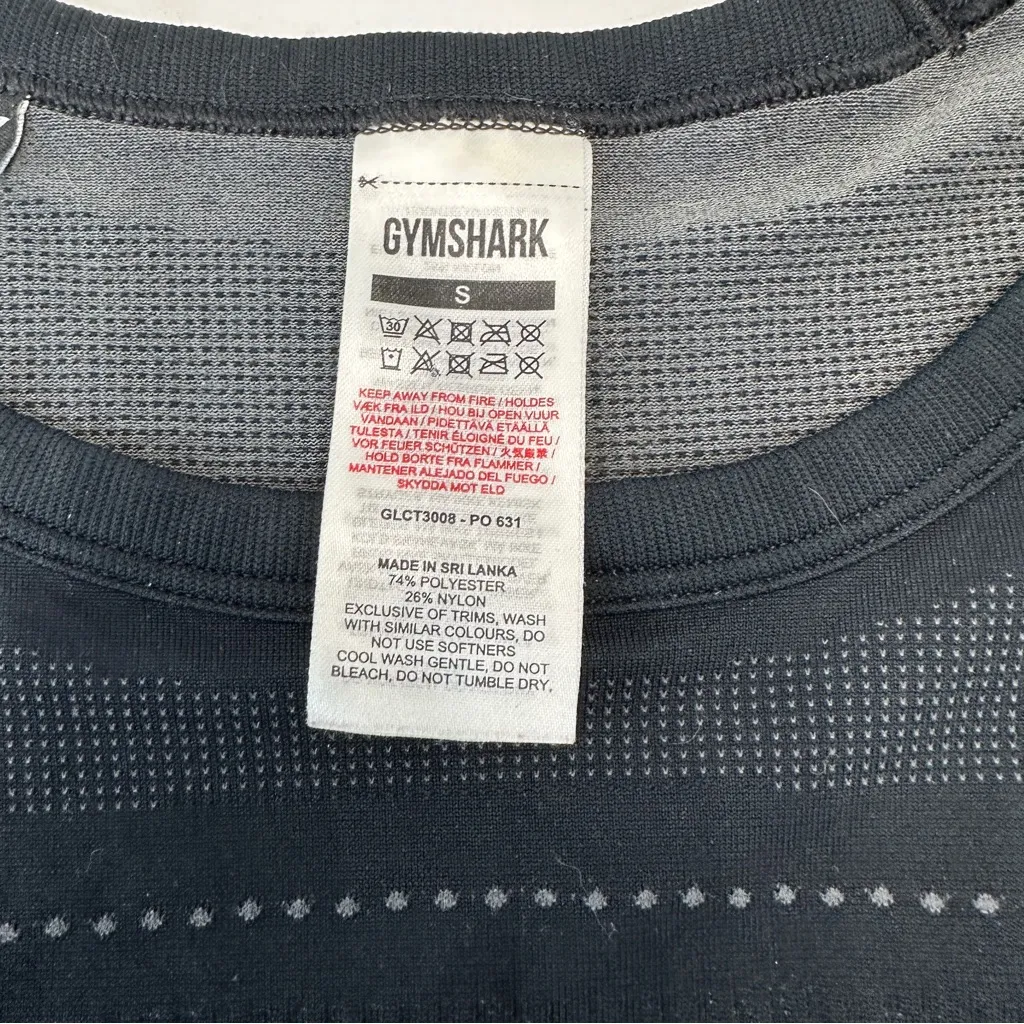 GYMSHARK
S
30
KEEP AWAY FROM FIRE / HOLDES
VÆK FRA ILD / HOU BIJ OPEN VUUR
VANDAAN / PIDETTÄVÄ ETÄÄLLÄ
TULESTA / TENIR ÉLOIGNÉ DU FEU /
VOR FEUER SCHÜTZEN / 火気厳禁 /
HOLD BORTE FRA FLAMMER /
MANTENER ALEJADO DEL FUEGO /
SKYDDA MOT ELD
GLCT3008 - PO 631
MADE IN SRI LANKA
74% POLYESTER
26% NYLON
EXCLUSIVE OF TRIMS, WASH
WITH SIMILAR COLOURS, DO
NOT USE SOFTNERS
COOL WASH GENTLE, DO NOT
BLEACH, DO NOT TUMBLE DRY,